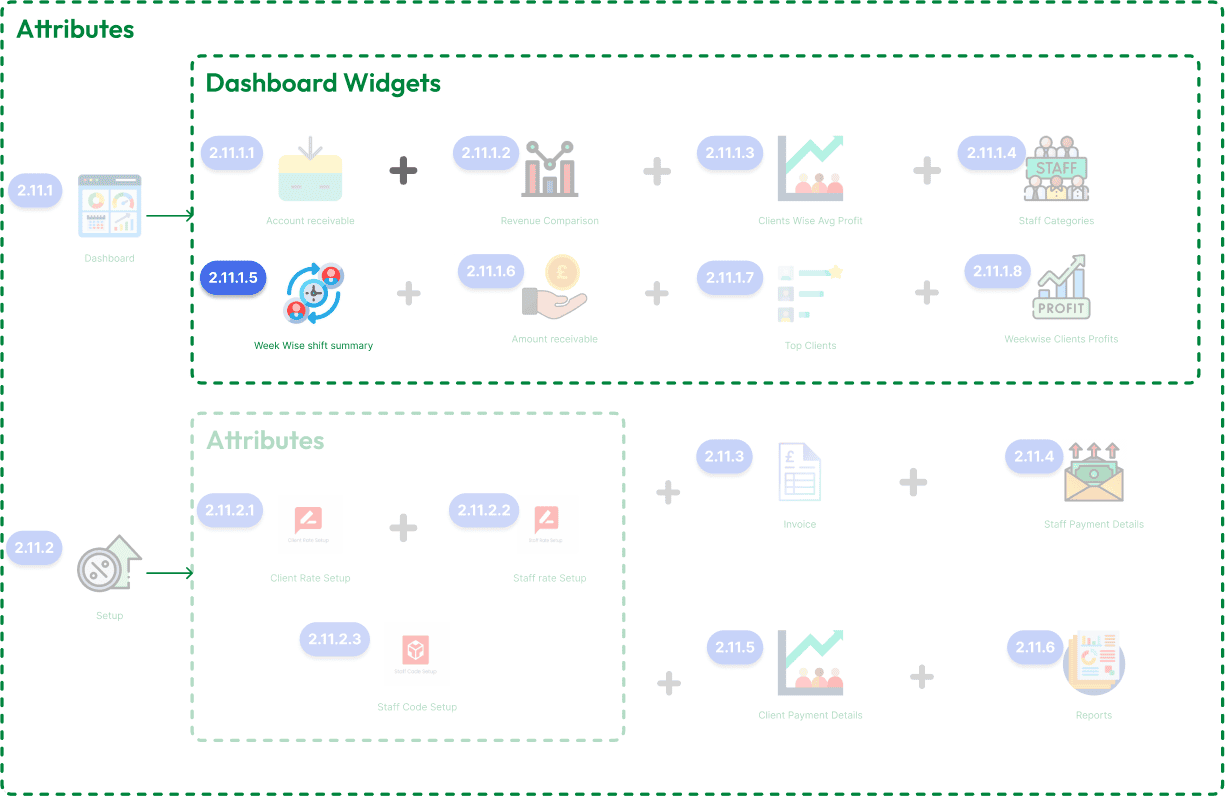 Attributes
Dashboard Widgets
2.11.1.1
2.11.1.2
2.11.1.3
2.11.1.4
STAFF
2.11.1
Account receivable
Revenue Comparison
Clients Wise Avg Profit
Staff Categories
Dashboard
2.11.1.5
2.11.1.6
£
2.11.1.7
2.11.1.8
PROFIT
Week Wise shift summary
Amount receivable
Top Clients
Weekwise Clients Profits
Attributes
2.11.3
£
2.11.4
2.11.2.1
2.11.2.2
Invoice
Staff Payment Details
Client Rate Setup
Staff Rate Setup
2.11.2
Client Rate Setup
Staff rate Setup
Setup
2.11.2.3
2.11.5
2.11.6
Staff Code Setup
Staff Code Setup
Client Payment Details
Reports